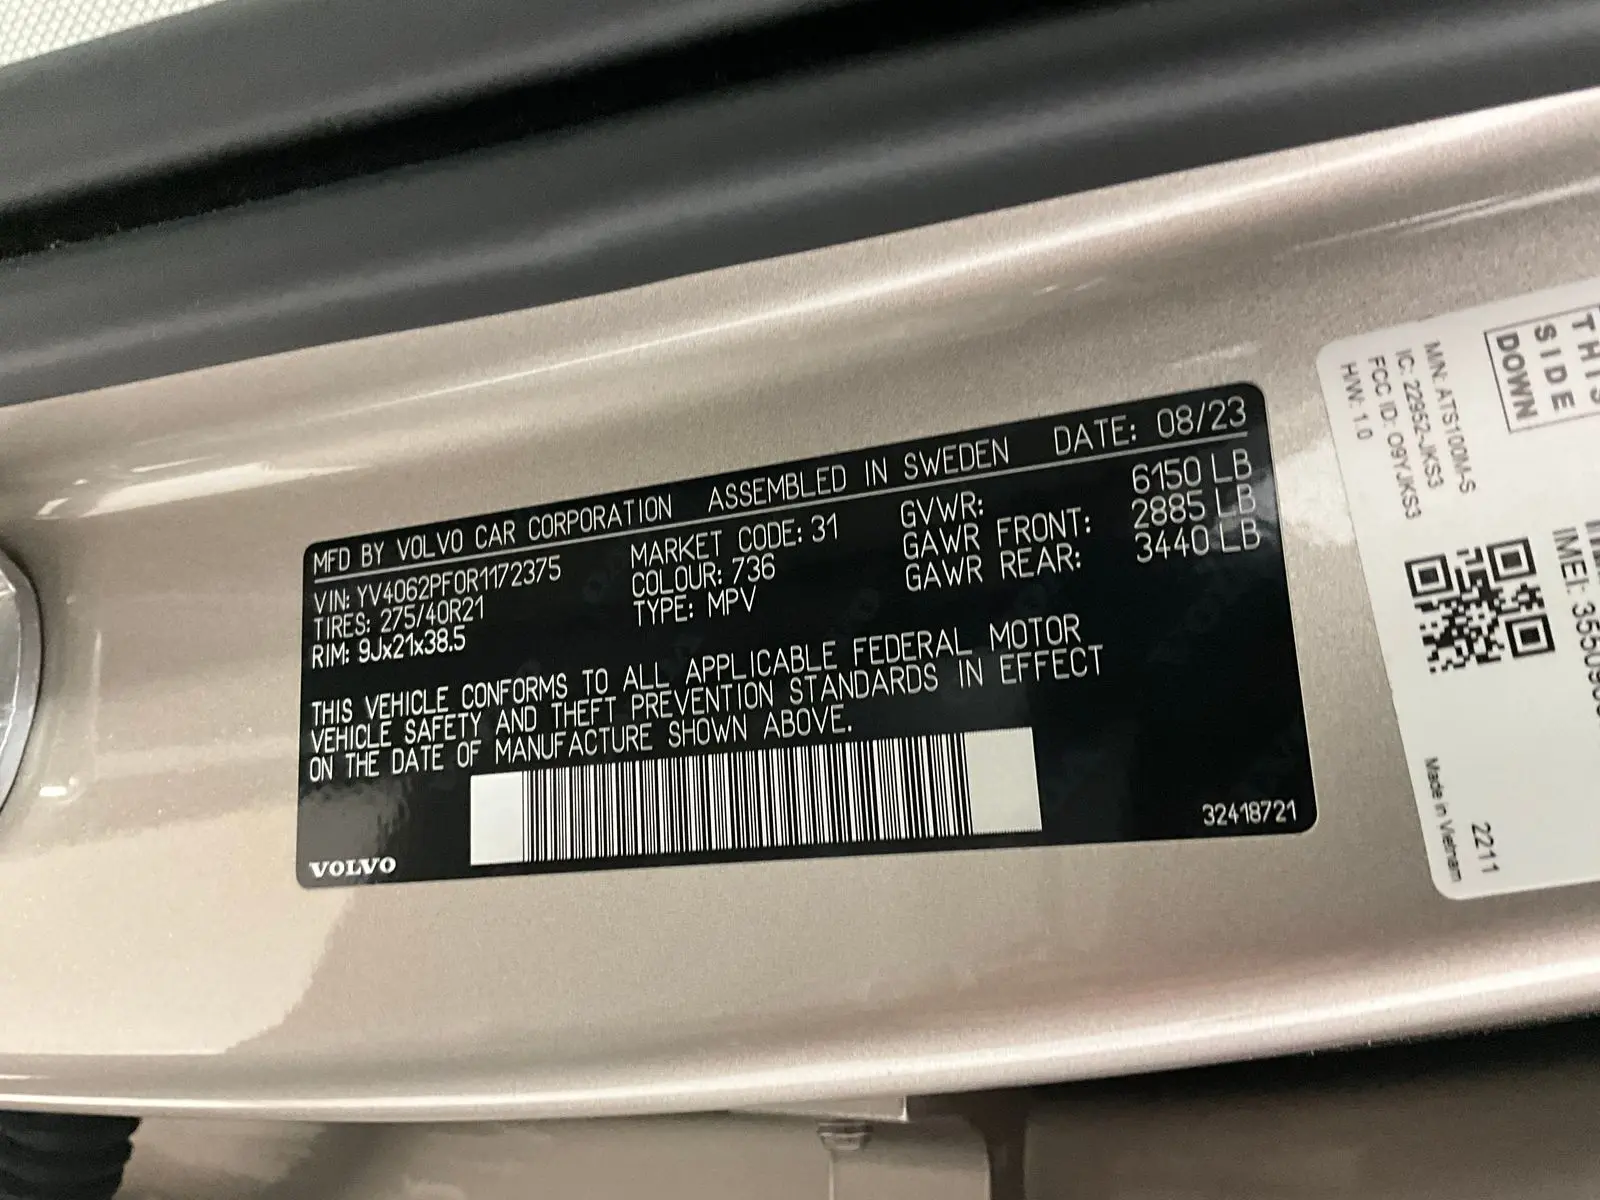 MFD BY VOLVO CAR CORPORATION ASSEMBLED IN SWEDEN DATE: 08/23
VIN: YV4062PF0R1172375 MARKET CODE: 31 GVWR: 6150 LB
TIRES: 275/40R21 COLOUR: 736 GAWR FRONT: 2885 LB
RIM: 9Jx21x38.5 TYPE: MPV GAWR REAR: 3440 LB
THIS VEHICLE CONFORMS TO ALL APPLICABLE FEDERAL MOTOR
VEHICLE SAFETY AND THEFT PREVENTION STANDARDS IN EFFECT
ON THE DATE OF MANUFACTURE SHOWN ABOVE.
VOLVO
32418721
THIS
SIDE
DOWN
M/N: ATS100M-S
IC: 22952-JKS3
FCC ID: O9YJKS3
H/W: 1.0
IMEI:
2211
Made in Vietnam